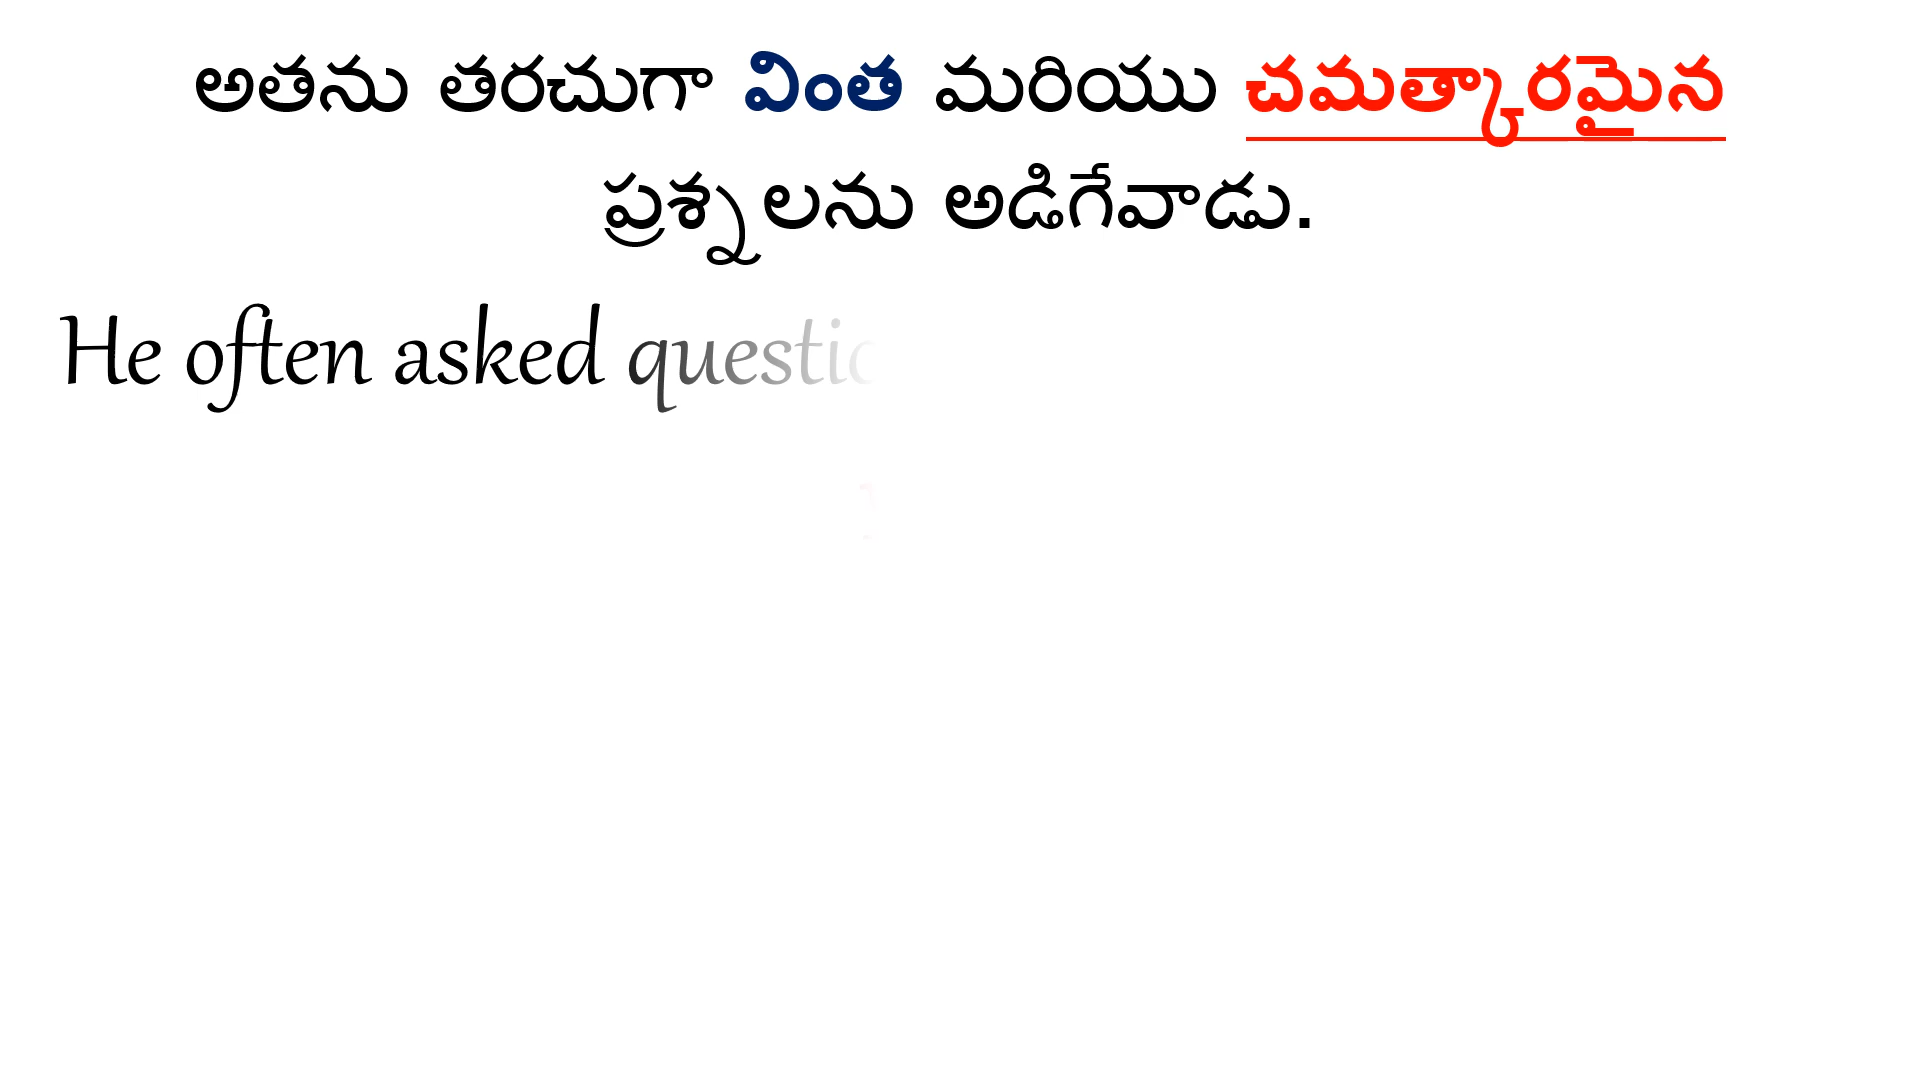 అతను తరచుగా వింత మరియు చమత్కారమైన
ప్రశ్నలను అడిగేవాడు.
He often asked